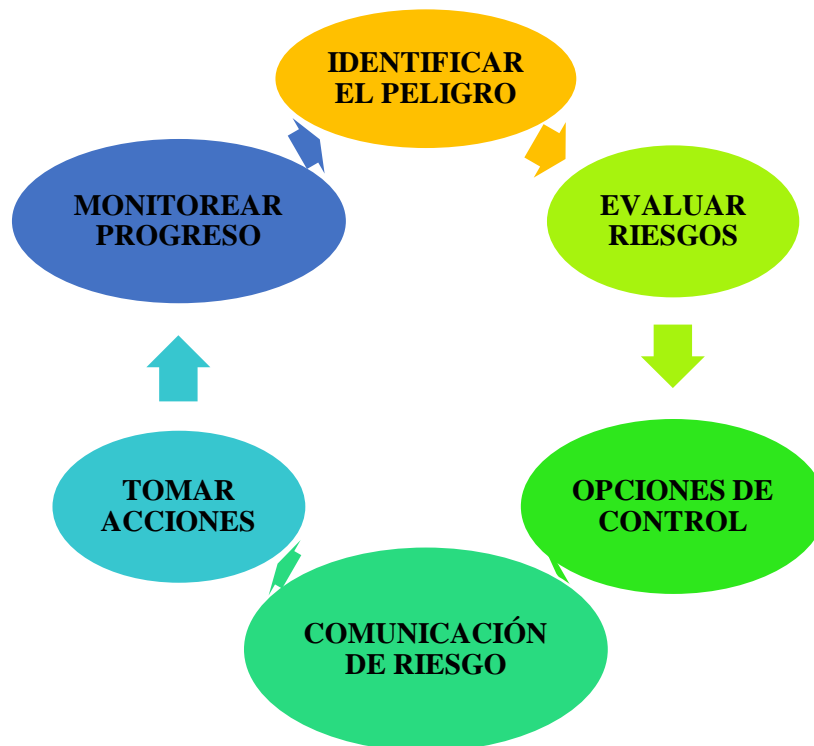 IDENTIFICAR
EL PELIGRO
EVALUAR
RIESGOS
OPCIONES DE
CONTROL
COMUNICACIÓN
DE RIESGO
TOMAR
ACCIONES
MONITOREAR
PROGRESO